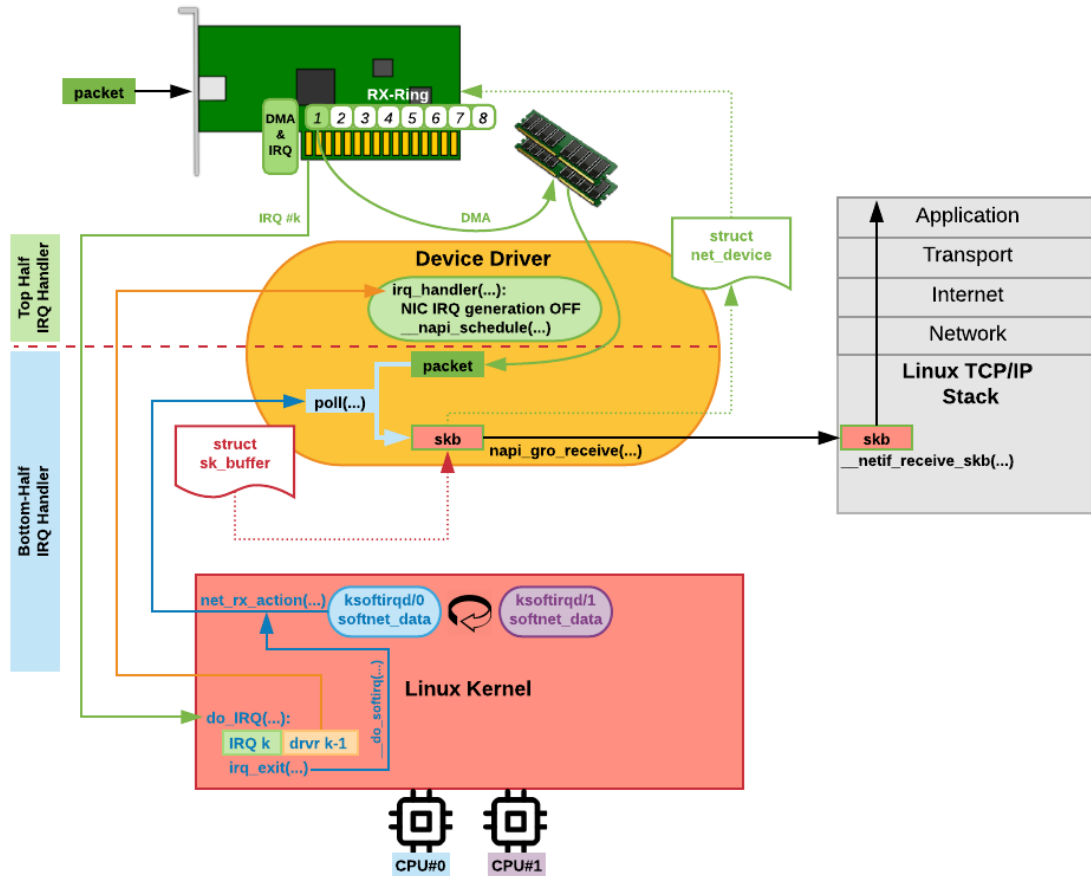 packet
RX-Ring
DMA
&
IRQ
1 2 3 4 5 6 7 8
IRQ #k
DMA
struct
net_device
Application
Transport
Internet
Network
Linux TCP/IP
Stack
skb
__netif_receive_skb(...)
Top Half
IRQ Handler
Bottom-Half
IRQ Handler
Device Driver
irq_handler(...):
NIC IRQ generation OFF
__napi_schedule(...)
packet
poll(...)
skb
napi_gro_receive(...)
struct
sk_buffer
net_rx_action(...)
ksoftirqd/0
softnet_data
ksoftirqd/1
softnet_data
Linux Kernel
__do_softirq(...)
do_IRQ(...):
IRQ k drvr k-1
irq_exit(...)
CPU#0
CPU#1